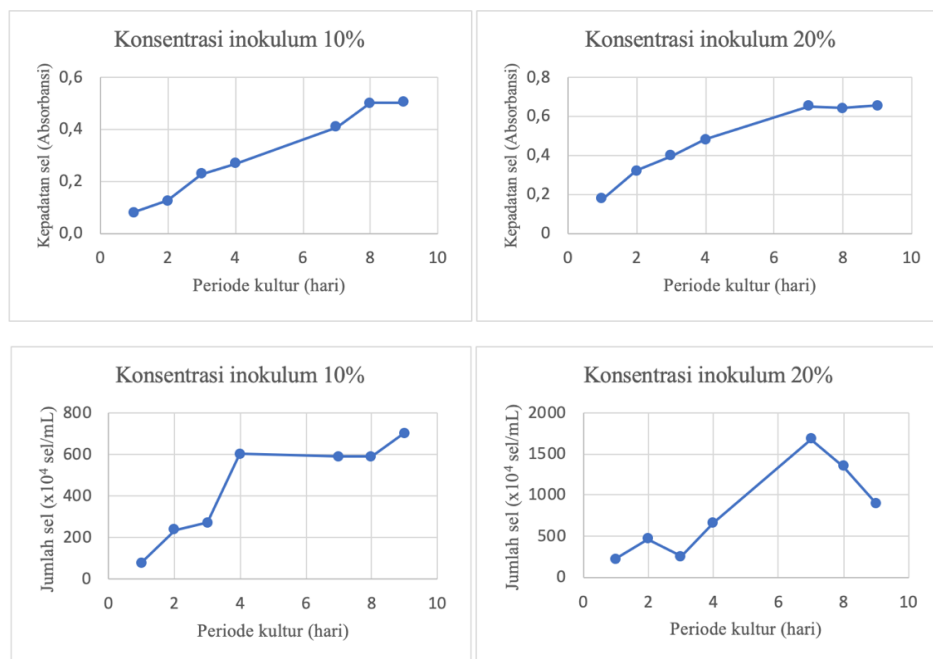 Konsentrasi inokulum 10%
Kepadatan sel (Absorbansi)
0,6
0,4
0,2
0,0
0 2 4 6 8 10
Periode kultur (hari)
Konsentrasi inokulum 20%
Kepadatan sel (Absorbansi)
0,8
0,6
0,4
0,2
0
0 2 4 6 8 10
Periode kultur (hari)
Konsentrasi inokulum 10%
Jumlah sel (x10⁴ sel/mL)
800
600
400
200
0
0 2 4 6 8 10
Periode kultur (hari)
Konsentrasi inokulum 20%
Jumlah sel (x10⁴ sel/mL)
2000
1500
1000
500
0
0 2 4 6 8 10
Periode kultur (hari)